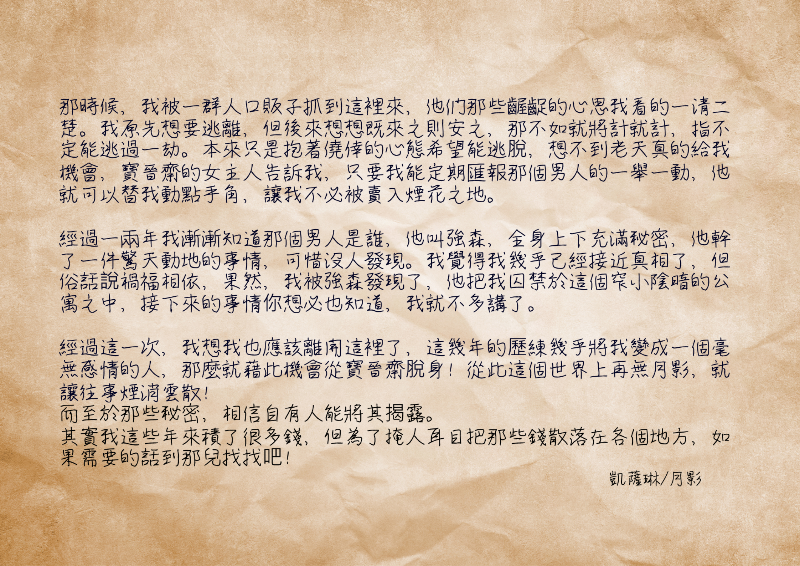 那時候，我被一群人口販子抓到這裡來，他們那些齷齪的心思我看的一清二
楚。我原先想要逃離，但後來想想既來之則安之，那不如就將計就計，指不
定能逃過一劫。本來只是抱著僥倖的心態希望能逃脫，想不到老天真的給我
機會，寶晉齋的女主人告訴我，只要我能定期匯報那個男人的一舉一動，他
就可以替我動點手角，讓我不必被賣入煙花之地。
經過一兩年我漸漸知道那個男人是誰，他叫強森，全身上下充滿秘密，他幹
了一件驚天動地的事情，可惜沒人發現。我覺得我幾乎已經接近真相了，但
俗話說禍福相依，果然，我被強森發現了，他把我囚禁於這個窄小陰暗的公
寓之中，接下來的事情你想必也知道，我就不多講了。
經過這一次，我想我也應該離開這裡了，這幾年的歷練幾乎將我變成一個毫
無感情的人，那麼就藉此機會從寶晉齋脫身！從此這個世界上再無月影，就
讓往事煙消雲散！
而至於那些秘密，相信自有人能將其揭露。
其實我這些年來積了很多錢，但為了掩人耳目把那些錢散落在各個地方，如
果需要的話到那兒找找吧！
凱薩琳/月影